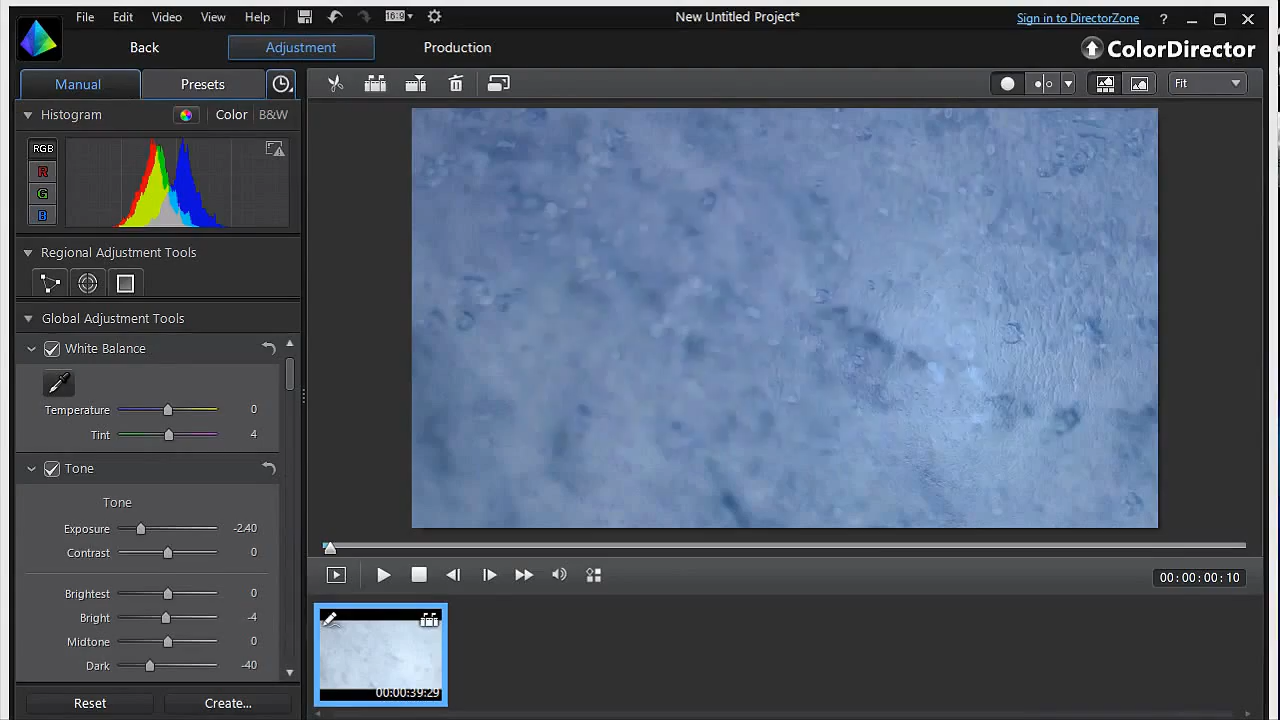 File Edit Video View Help 16:9 New Untitled Project* Sign in to DirectorZone ?
Back Adjustment Production ColorDirector
Manual Presets Fit
Histogram Color B&W
RGB
R
G
B
Regional Adjustment Tools
Global Adjustment Tools
White Balance
Temperature 0
Tint 4
Tone
Tone
Exposure -2.40
Contrast 0
Brightest 0
Bright -4
Midtone 0
Dark -40
Reset Create...
00:00:00:10
00:00:39:29